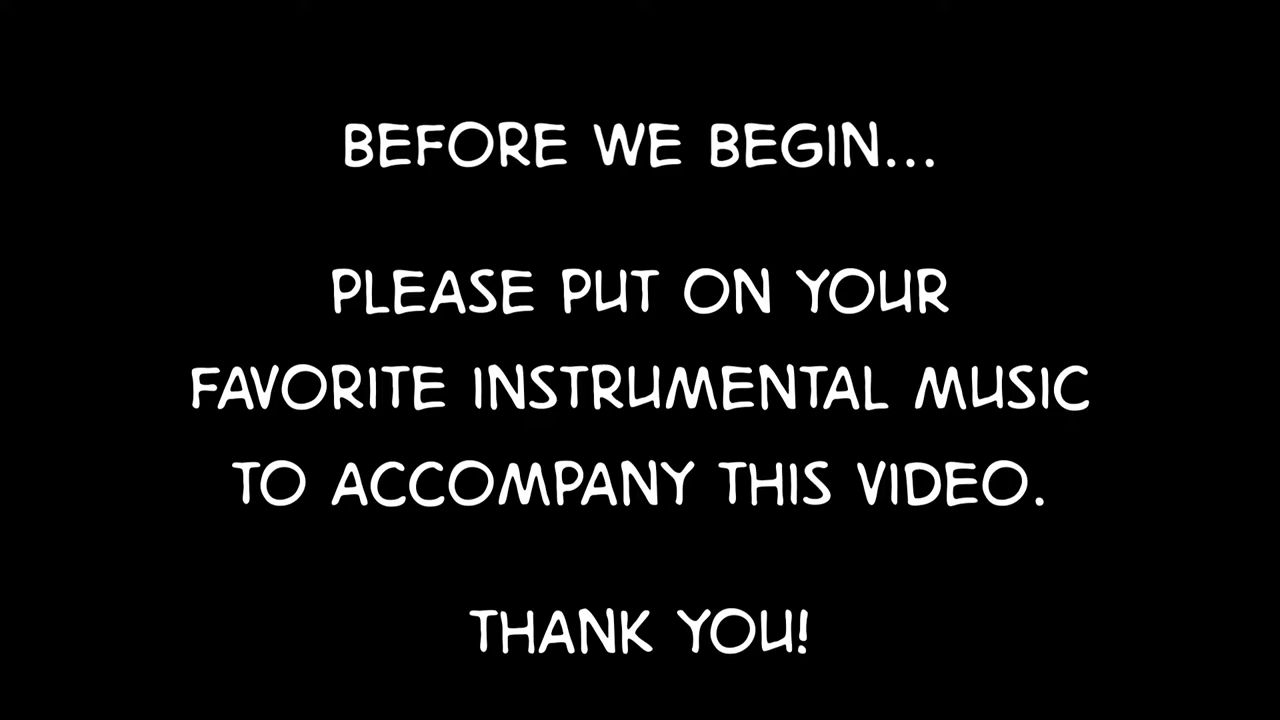 BEFORE WE BEGIN...
PLEASE PUT ON YOUR
FAVORITE INSTRUMENTAL MUSIC
TO ACCOMPANY THIS VIDEO.
THANK YOU!